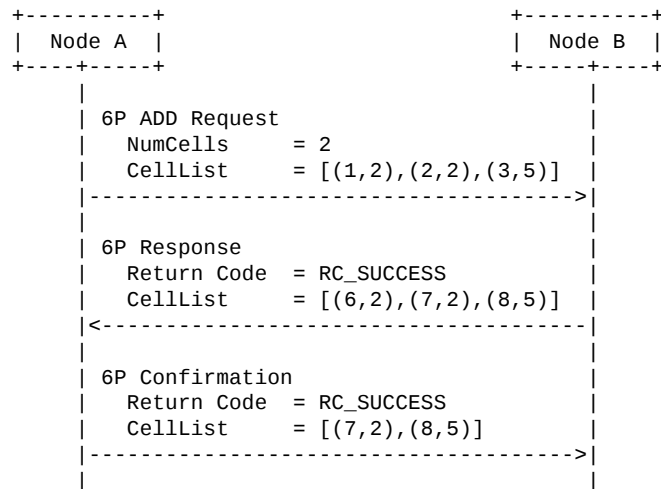 Node A
Node B
6P ADD Request
NumCells = 2
CellList = [(1,2),(2,2),(3,5)]
6P Response
Return Code = RC_SUCCESS
CellList = [(6,2),(7,2),(8,5)]
6P Confirmation
Return Code = RC_SUCCESS
CellList = [(7,2),(8,5)]